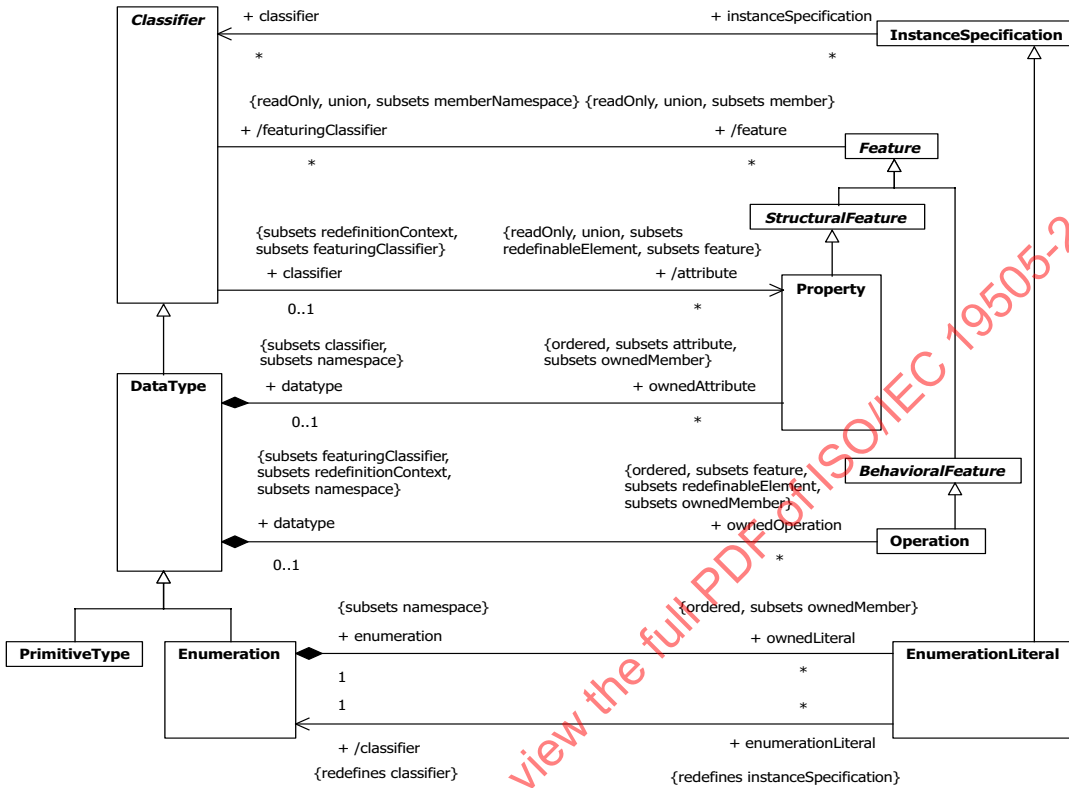 Classifier
+ classifier
+ instanceSpecification
InstanceSpecification
*
*
{readOnly, union, subsets memberNamespace}
{readOnly, union, subsets member}
+ /featuringClassifier
+ /feature
Feature
*
*
StructuralFeature
{subsets redefinitionContext,
subsets featuringClassifier}
{readOnly, union, subsets
redefinableElement, subsets feature}
+ classifier
+ /attribute
Property
0..1
*
{subsets classifier,
subsets namespace}
{ordered, subsets attribute,
subsets ownedMember}
DataType
+ datatype
+ ownedAttribute
0..1
*
{subsets featuringClassifier,
subsets redefinitionContext,
subsets namespace}
{ordered, subsets feature,
subsets redefinableElement,
subsets ownedMember}
BehavioralFeature
+ datatype
+ ownedOperation
Operation
0..1
*
{subsets namespace}
{ordered, subsets ownedMember}
+ enumeration
+ ownedLiteral
PrimitiveType
Enumeration
EnumerationLiteral
1
*
1
*
+ /classifier
+ enumerationLiteral
{redefines classifier}
{redefines instanceSpecification}
view the full PDF of ISO/IEC 19505-2